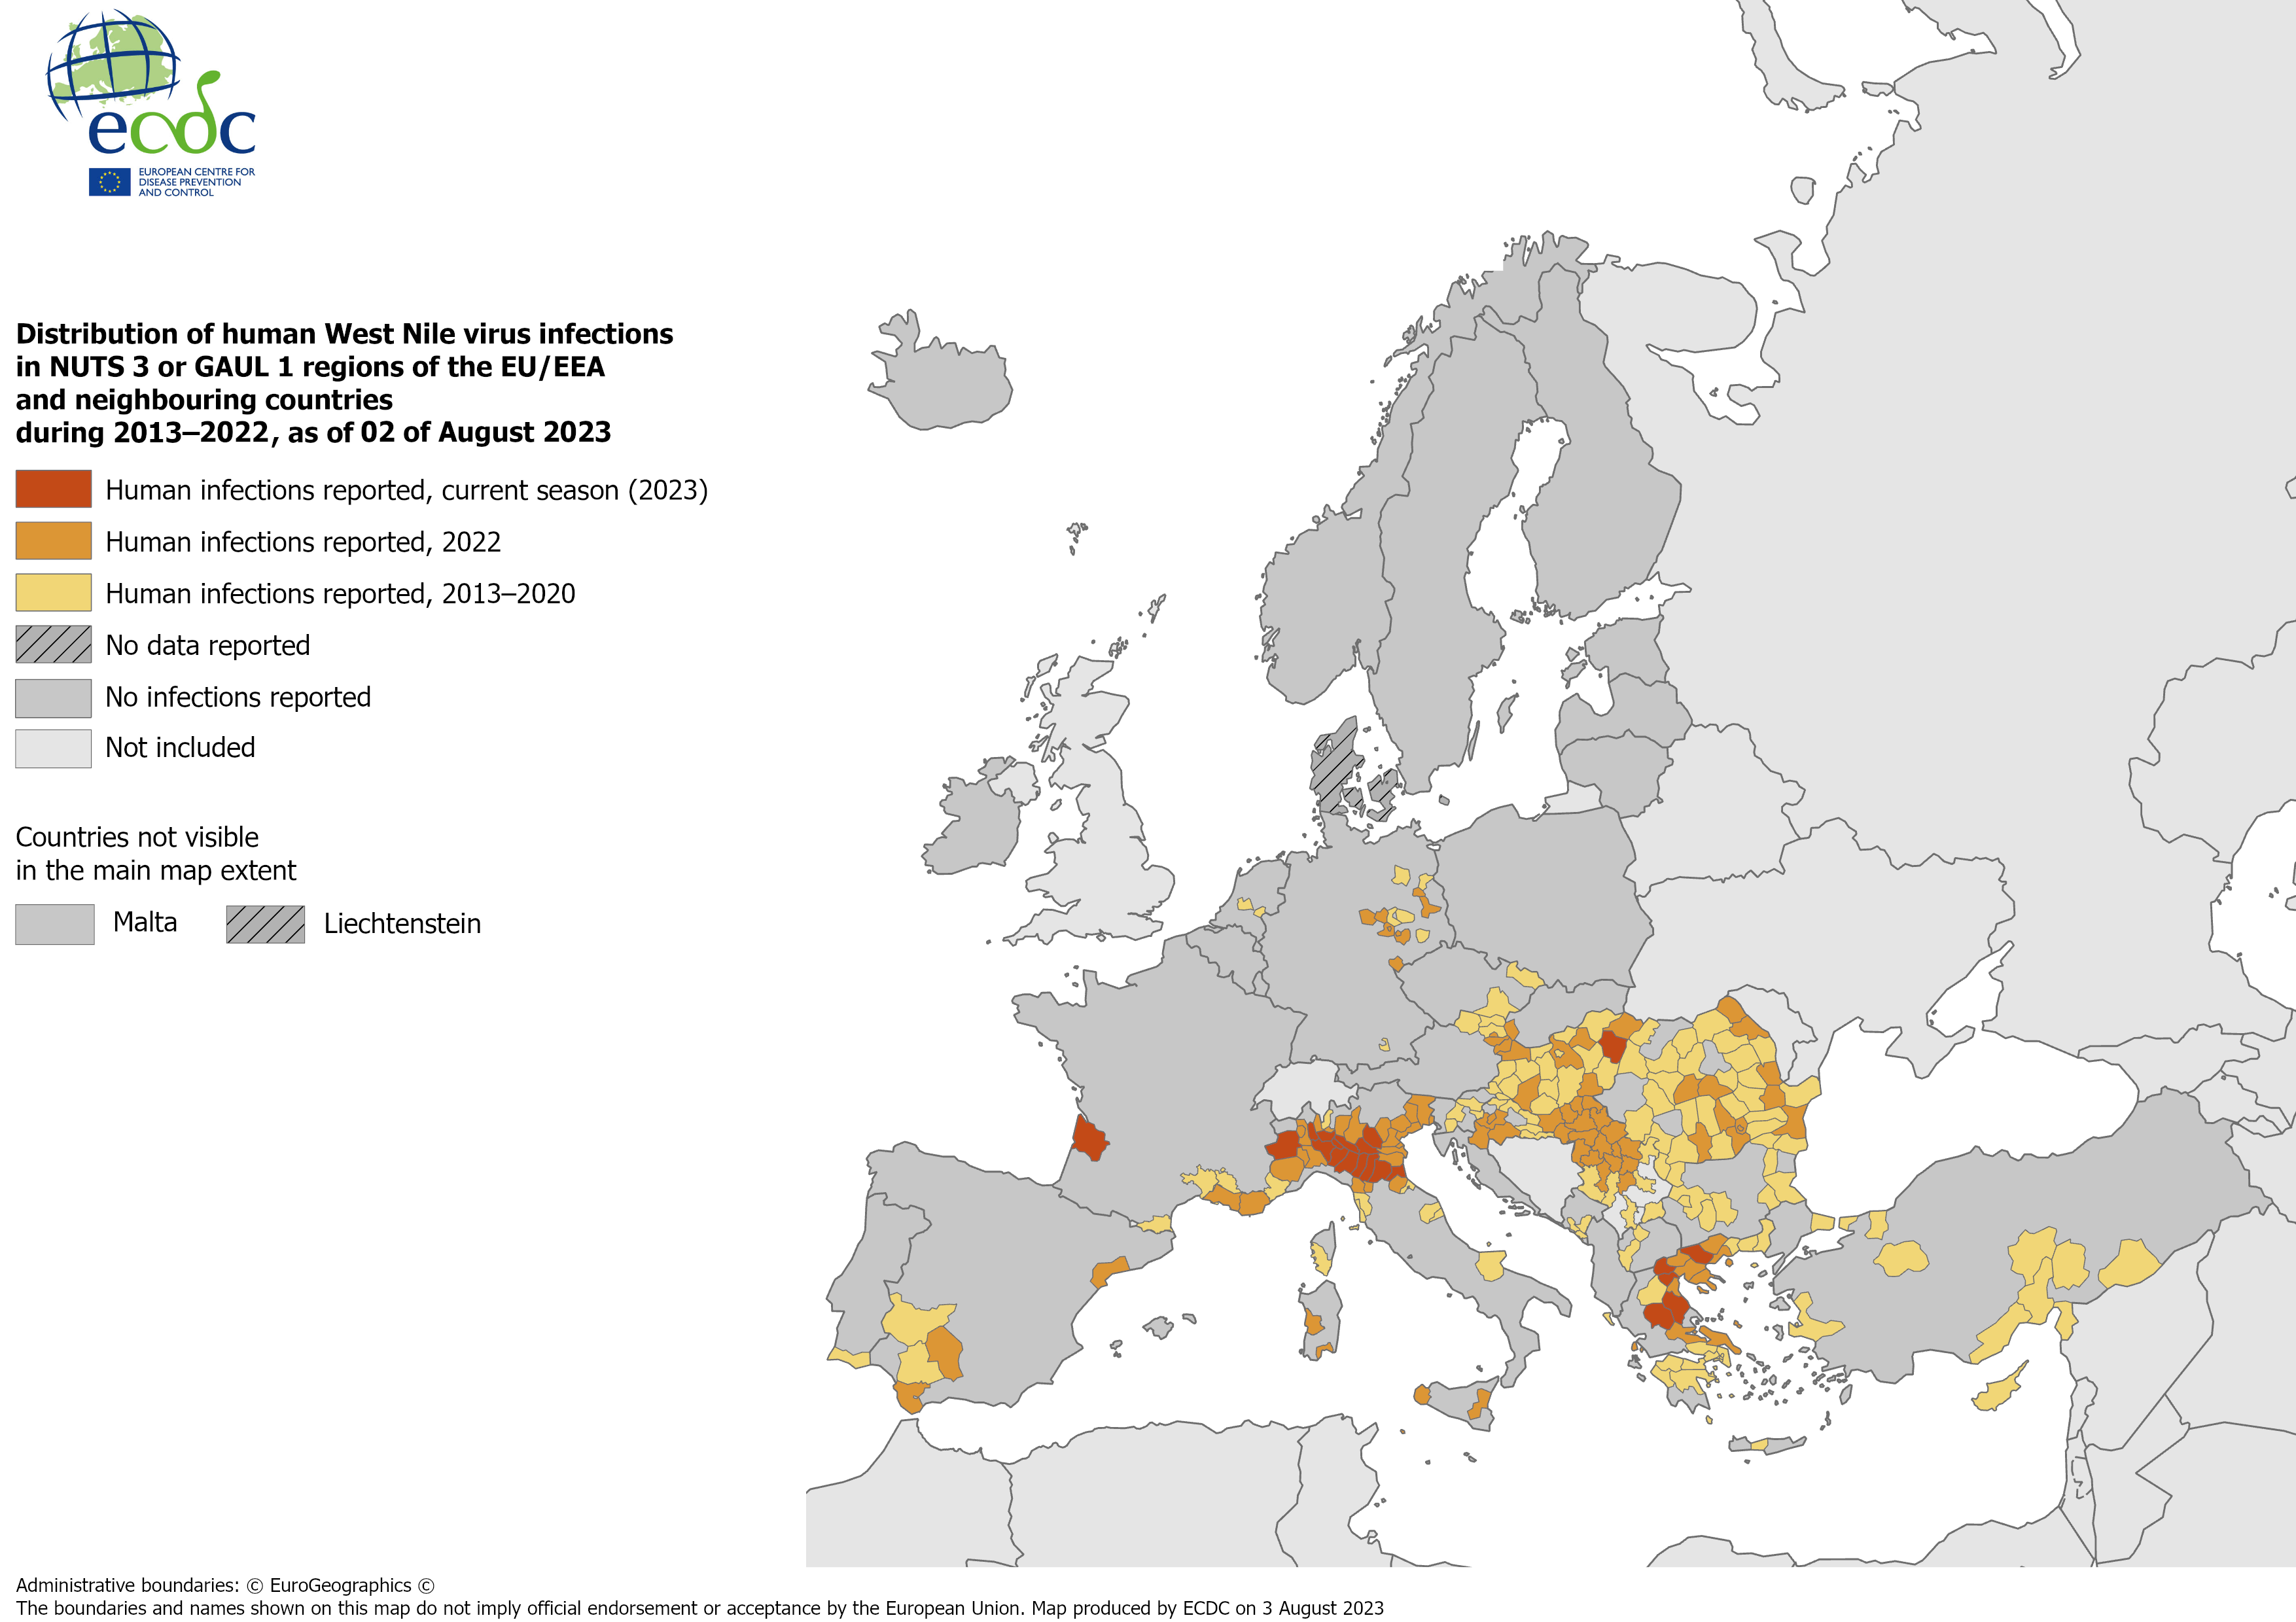 ecdc
EUROPEAN CENTRE FOR
DISEASE PREVENTION
AND CONTROL
Distribution of human West Nile virus infections
in NUTS 3 or GAUL 1 regions of the EU/EEA
and neighbouring countries
during 2013–2022, as of 02 of August 2023
Human infections reported, current season (2023)
Human infections reported, 2022
Human infections reported, 2013–2020
No data reported
No infections reported
Not included
Countries not visible
in the main map extent
Malta
Liechtenstein
Administrative boundaries: © EuroGeographics ©
The boundaries and names shown on this map do not imply official endorsement or acceptance by the European Union. Map produced by ECDC on 3 August 2023